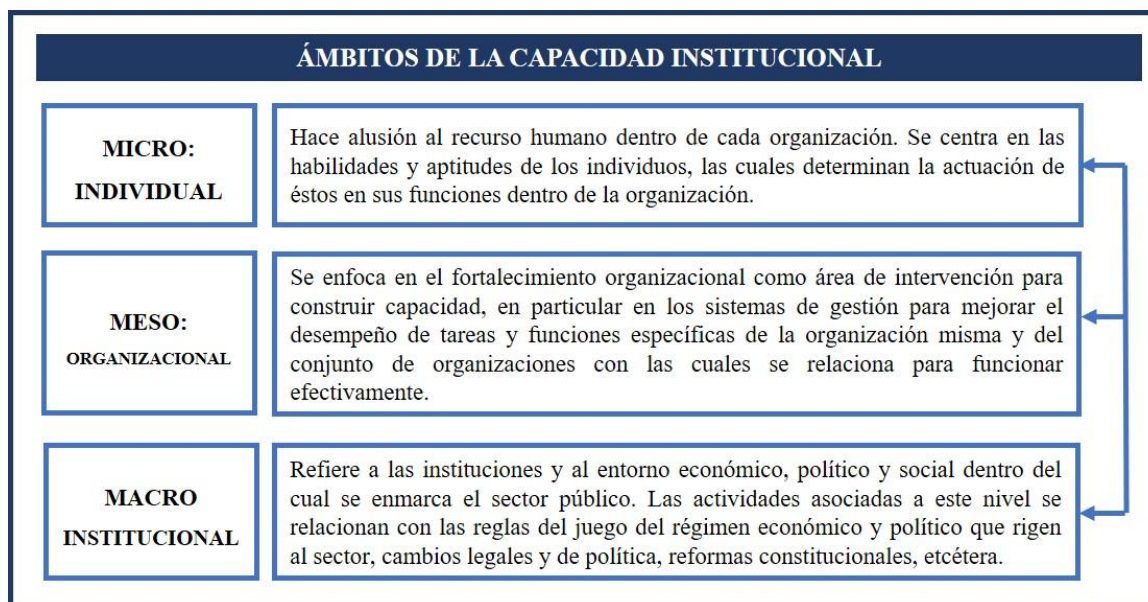 ÁMBITOS DE LA CAPACIDAD INSTITUCIONAL
MICRO:
INDIVIDUAL
Hace alusión al recurso humano dentro de cada organización. Se centra en las
habilidades y aptitudes de los individuos, las cuales determinan la actuación de
éstos en sus funciones dentro de la organización.
MESO:
ORGANIZACIONAL
Se enfoca en el fortalecimiento organizacional como área de intervención para
construir capacidad, en particular en los sistemas de gestión para mejorar el
desempeño de tareas y funciones específicas de la organización misma y del
conjunto de organizaciones con las cuales se relaciona para funcionar
efectivamente.
MACRO
INSTITUCIONAL
Refiere a las instituciones y al entorno económico, político y social dentro del
cual se enmarca el sector público. Las actividades asociadas a este nivel se
relacionan con las reglas del juego del régimen económico y político que rigen
al sector, cambios legales y de política, reformas constitucionales, etcétera.